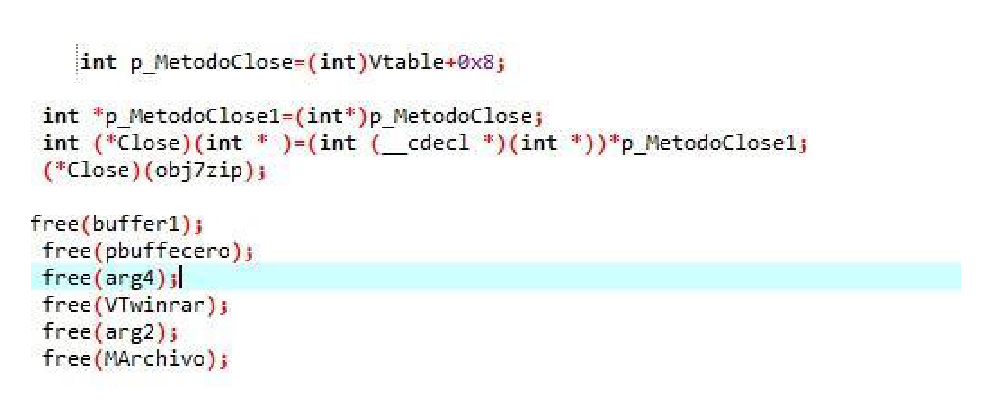 int p_MetodoClose=(int)Vtable+0x8;
int *p_MetodoClose1=(int*)p_MetodoClose;
int (*Close)(int * )=(int (__cdecl *)(int *))*p_MetodoClose1;
(*Close)(obj7zip);
free(buffer1);
free(pbuffecero);
free(arg4);
free(VTwinrar);
free(arg2);
free(MArchivo);